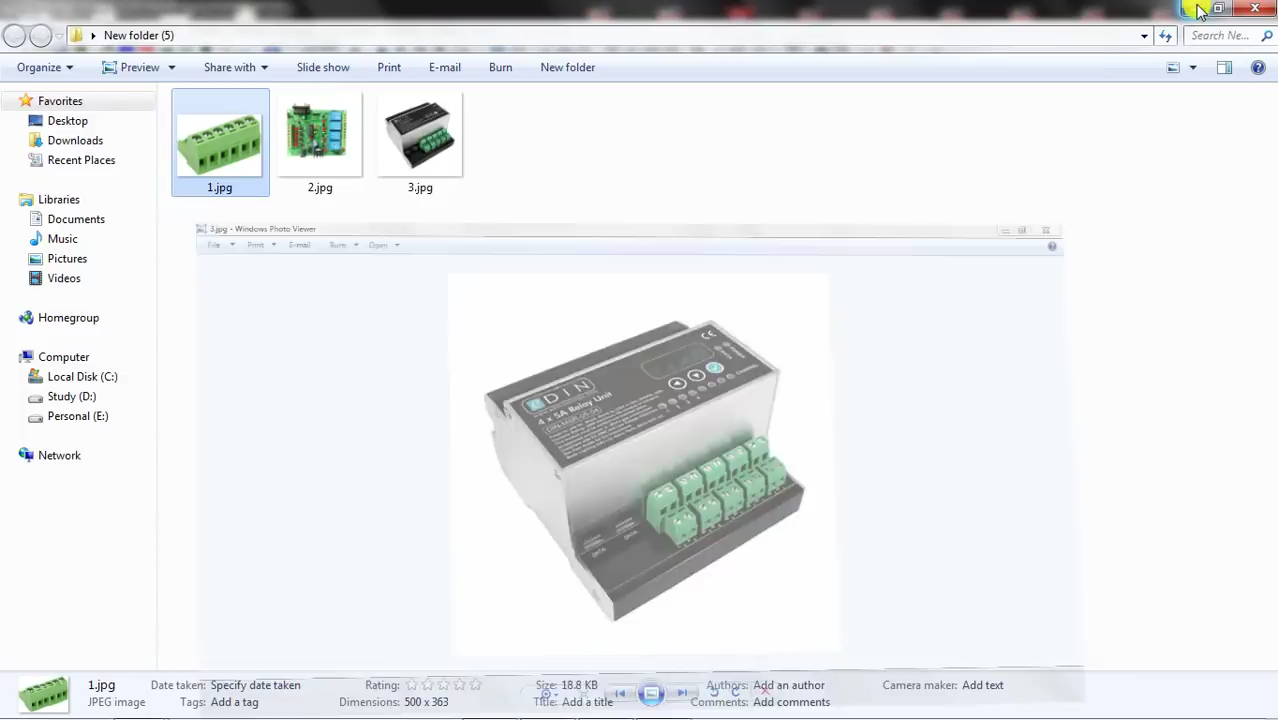 New folder (5)
Search Ne...
Organize
Preview
Share with
Slide show
Print
E-mail
Burn
New folder
Favorites
Desktop
Downloads
Recent Places
Libraries
Documents
Music
Pictures
Videos
Homegroup
Computer
Local Disk (C:)
Study (D:)
Personal (E:)
Network
1.jpg
2.jpg
3.jpg
3.jpg - Windows Photo Viewer
File
Print
E-mail
Burn
Open
DIN
4 x 5A Relay Unit
CE
1.jpg
JPEG image
Date taken: Specify date taken
Tags: Add a tag
Rating:
Dimensions: 500 x 363
Size: 18.8 KB
Title: Add a title
Authors: Add an author
Comments: Add comments
Camera maker: Add text